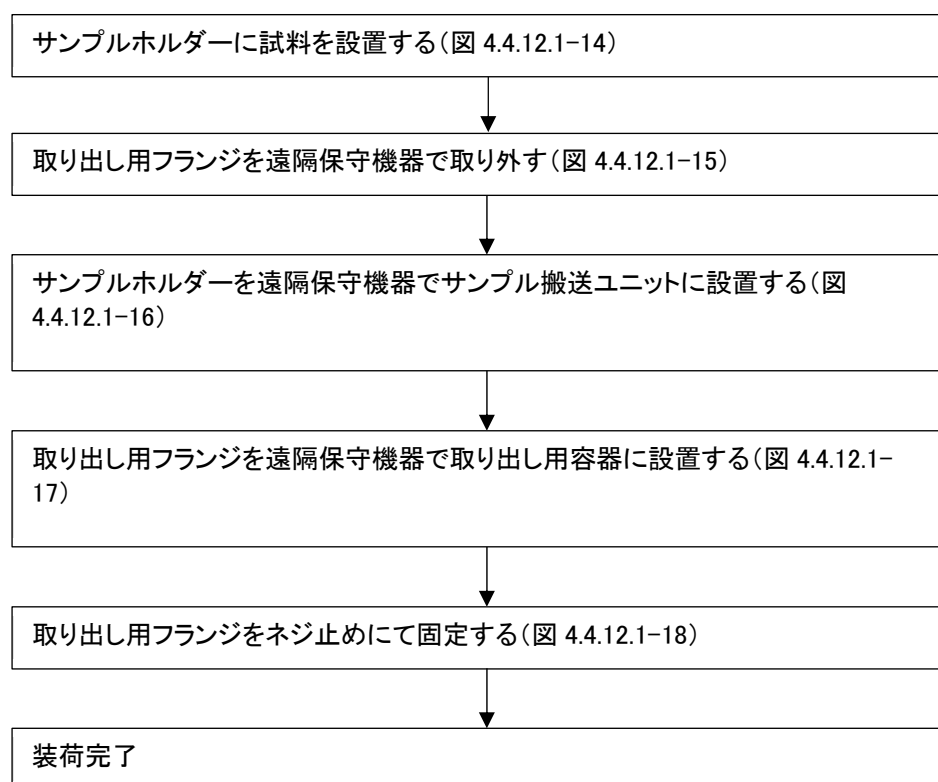 サンプルホルダーに試料を設置する(図 4.4.12.1-14)
取り出し用フランジを遠隔保守機器で取り外す(図 4.4.12.1-15)
サンプルホルダーを遠隔保守機器でサンプル搬送ユニットに設置する(図
4.4.12.1-16)
取り出し用フランジを遠隔保守機器で取り出し用容器に設置する(図 4.4.12.1-
17)
取り出し用フランジをネジ止めにて固定する(図 4.4.12.1-18)
装荷完了